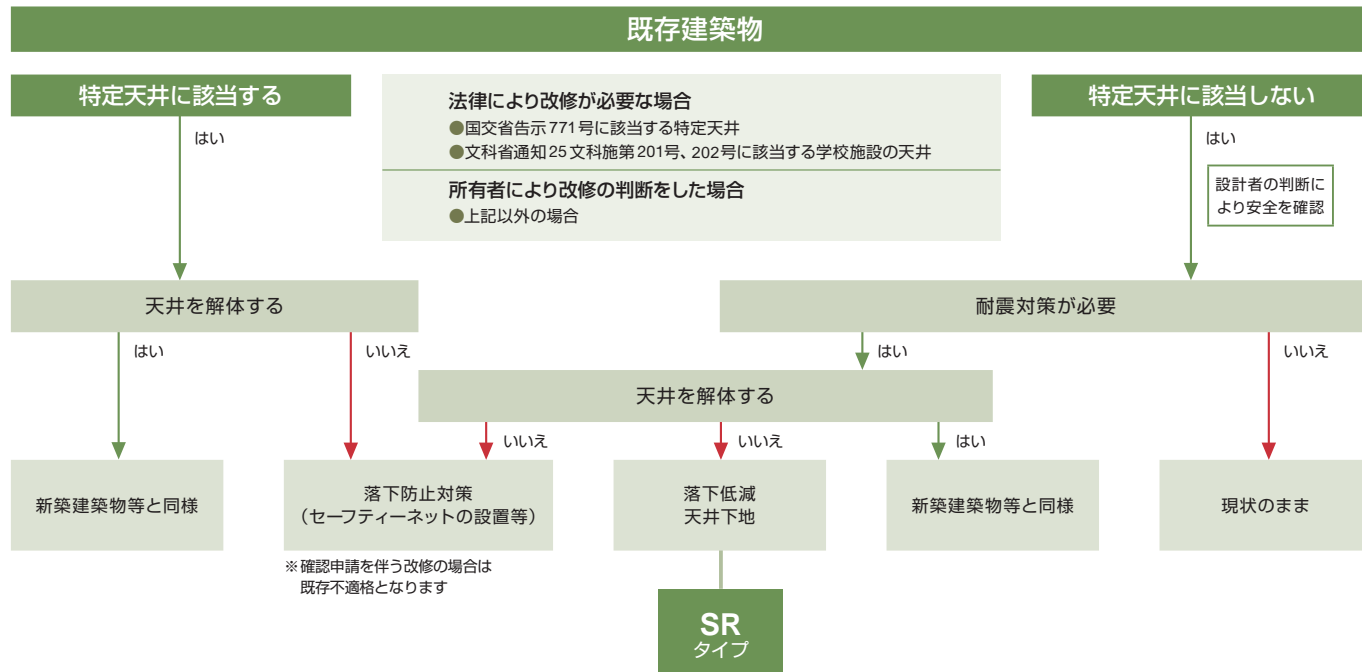 既存建築物
特定天井に該当する
法律により改修が必要な場合
●国交省告示771号に該当する特定天井
●文科省通知25文科施第201号、202号に該当する学校施設の天井
所有者により改修の判断をした場合
●上記以外の場合
特定天井に該当しない
はい
はい
設計者の判断に
より安全を確認
天井を解体する
耐震対策が必要
はい
いいえ
はい
いいえ
天井を解体する
いいえ
いいえ
はい
新築建築物等と同様
落下防止対策
（セーフティーネットの設置等）
落下低減
天井下地
新築建築物等と同様
現状のまま
※確認申請を伴う改修の場合は
既存不適格となります
SR
タイプ